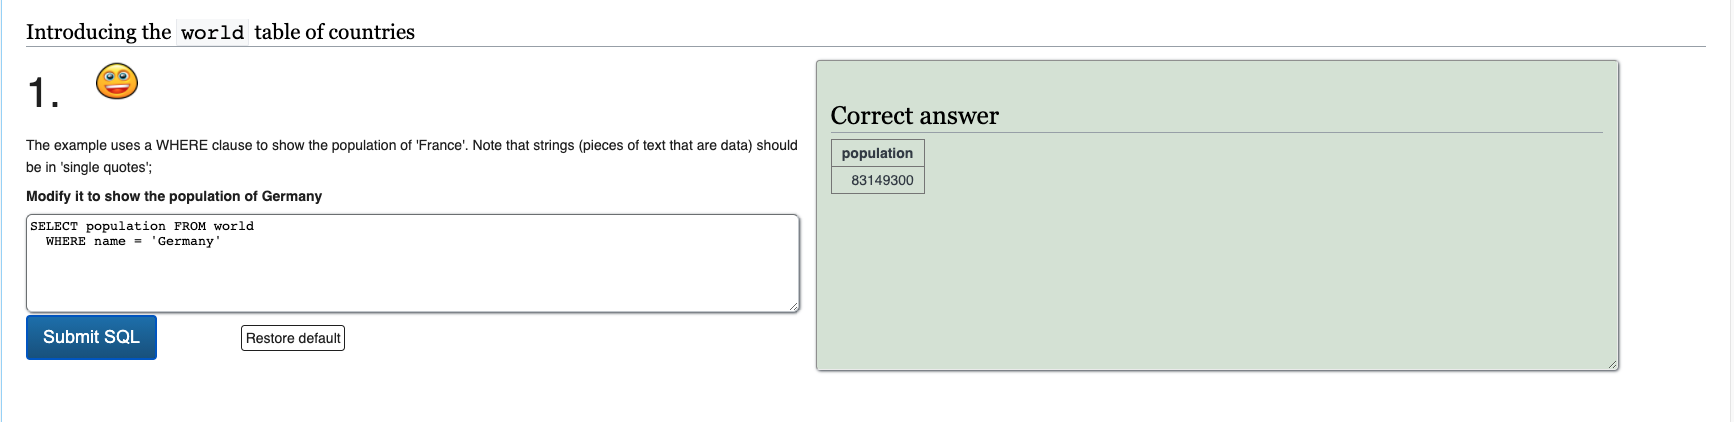 Introducing the world table of countries
1.
The example uses a WHERE clause to show the population of 'France'. Note that strings (pieces of text that are data) should
be in 'single quotes';
Modify it to show the population of Germany
SELECT population FROM world
WHERE name = 'Germany'
Submit SQL
Restore default
Correct answer
population
83149300